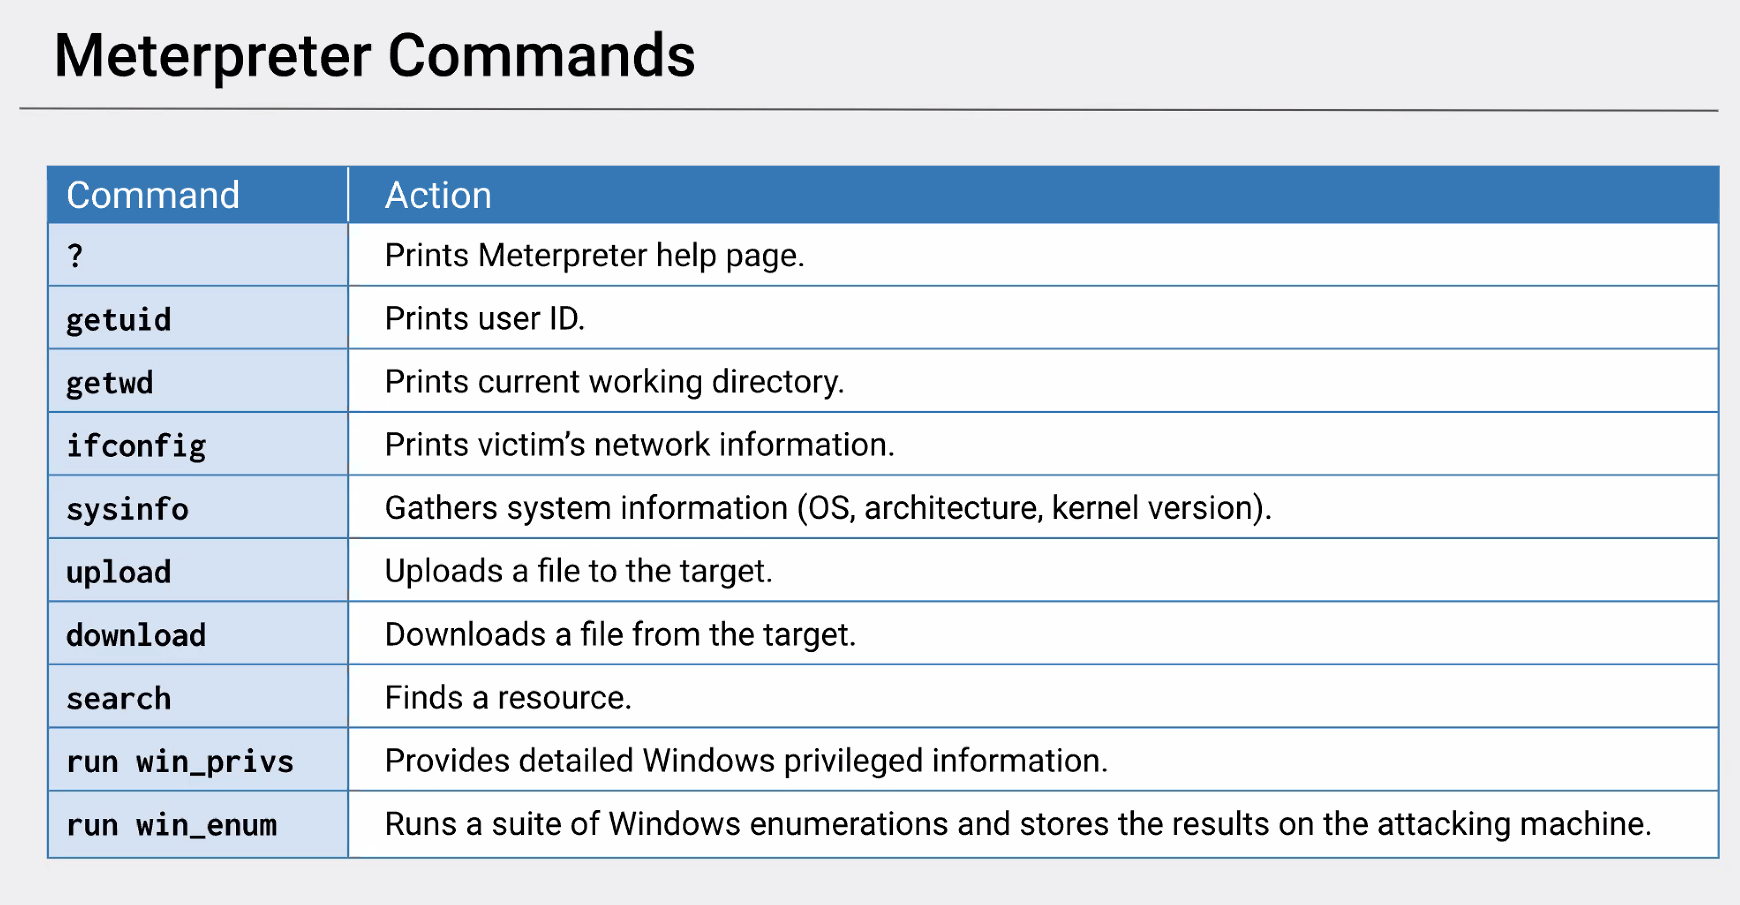 Meterpreter Commands
Command Action
? Prints Meterpreter help page.
getuid Prints user ID.
getwd Prints current working directory.
ifconfig Prints victim’s network information.
sysinfo Gathers system information (OS, architecture, kernel version).
upload Uploads a file to the target.
download Downloads a file from the target.
search Finds a resource.
run win_privs Provides detailed Windows privileged information.
run win_enum Runs a suite of Windows enumerations and stores the results on the attacking machine.